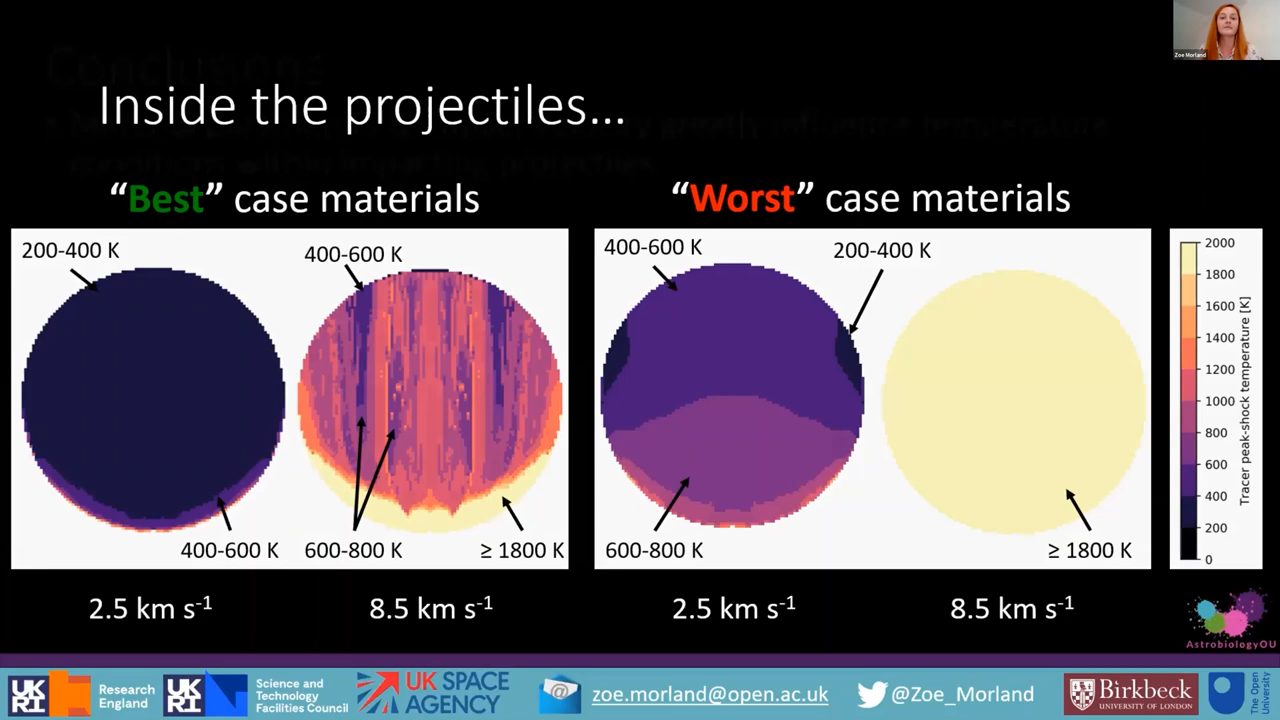 Zoe Morland
Conclusions
Inside the projectiles...
"Best" case materials
"Worst" case materials
200-400 K
400-600 K
400-600 K
600-800 K
≥ 1800 K
400-600 K
200-400 K
600-800 K
≥ 1800 K
2000
1800
1600
1400
1200
1000
800
600
400
200
0
Tracer peak-shock temperature [K]
2.5 km s⁻¹
8.5 km s⁻¹
2.5 km s⁻¹
8.5 km s⁻¹
AstrobiologyOU
UKRI
Research
England
UKRI
Science and
Technology
Facilities Council
UK SPACE
AGENCY
zoe.morland@open.ac.uk
@Zoe_Morland
Birkbeck
UNIVERSITY OF LONDON
The Open
University